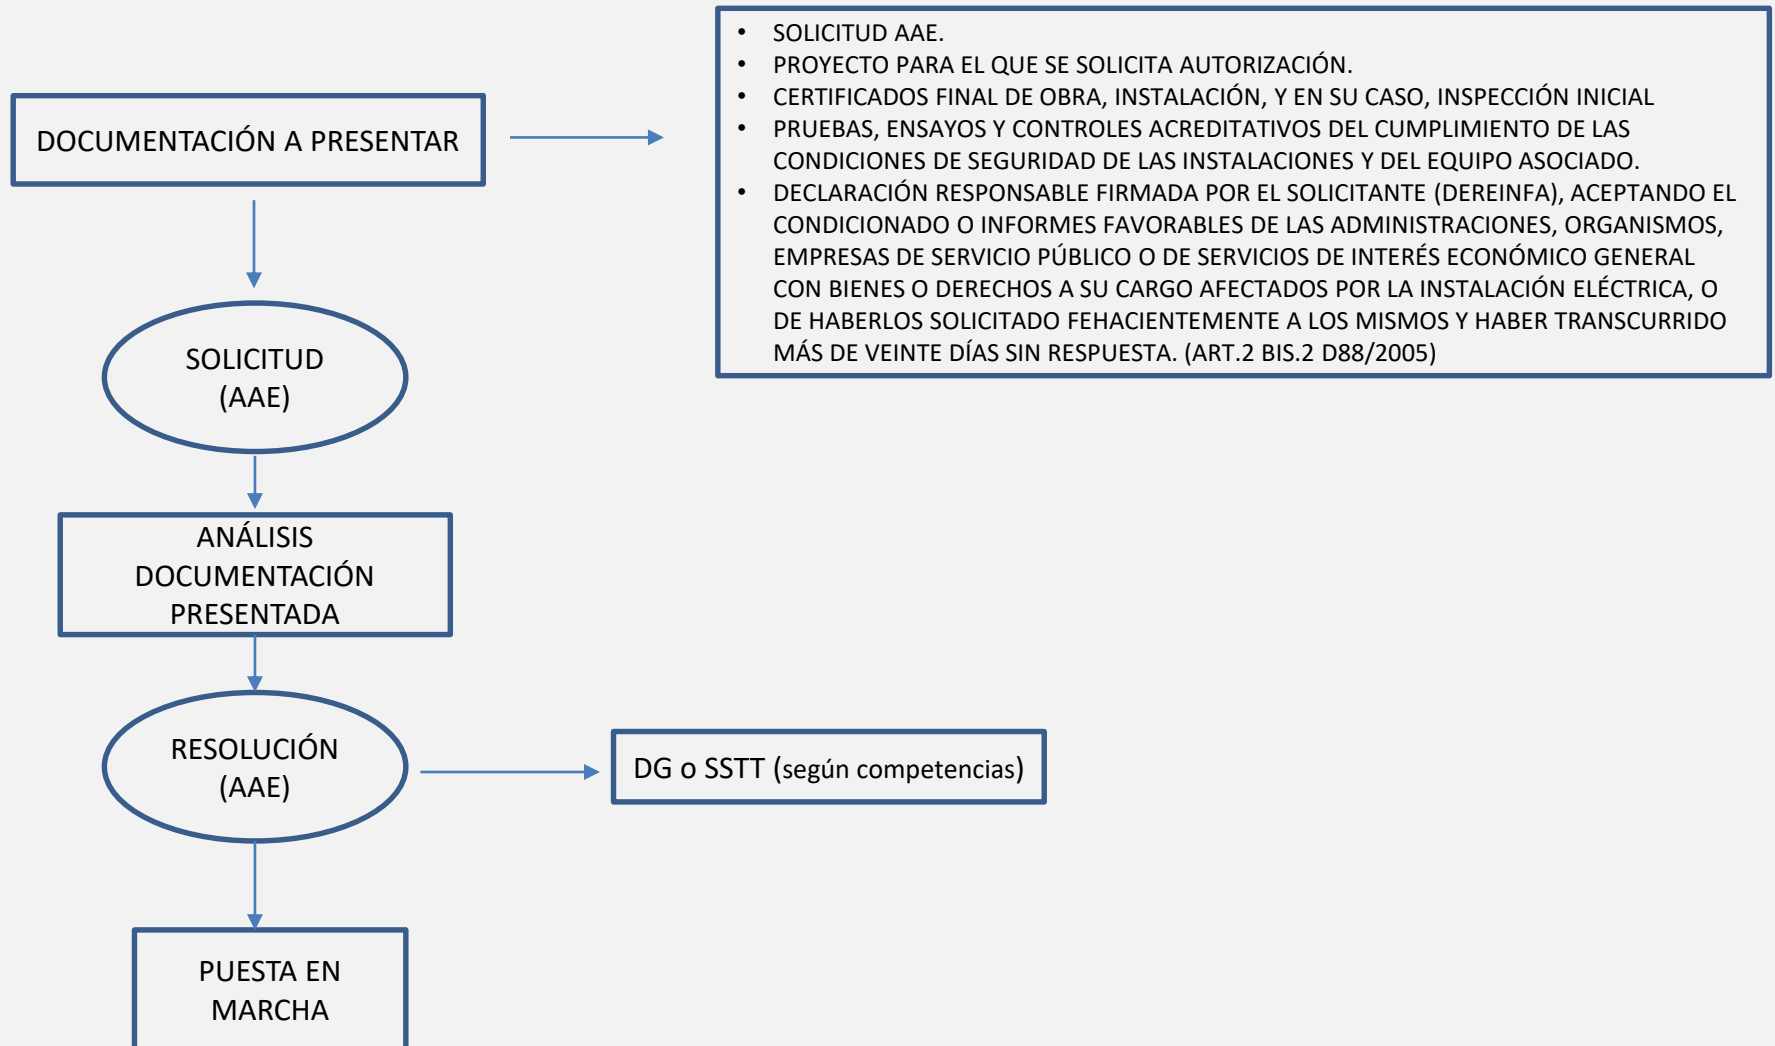 DOCUMENTACIÓN A PRESENTAR
• SOLICITUD AAE.
• PROYECTO PARA EL QUE SE SOLICITA AUTORIZACIÓN.
• CERTIFICADOS FINAL DE OBRA, INSTALACIÓN, Y EN SU CASO, INSPECCIÓN INICIAL
• PRUEBAS, ENSAYOS Y CONTROLES ACREDITATIVOS DEL CUMPLIMIENTO DE LAS
CONDICIONES DE SEGURIDAD DE LAS INSTALACIONES Y DEL EQUIPO ASOCIADO.
• DECLARACIÓN RESPONSABLE FIRMADA POR EL SOLICITANTE (DEREINFA), ACEPTANDO EL
CONDICIONADO O INFORMES FAVORABLES DE LAS ADMINISTRACIONES, ORGANISMOS,
EMPRESAS DE SERVICIO PÚBLICO O DE SERVICIOS DE INTERÉS ECONÓMICO GENERAL
CON BIENES O DERECHOS A SU CARGO AFECTADOS POR LA INSTALACIÓN ELÉCTRICA, O
DE HABERLOS SOLICITADO FEHACIENTEMENTE A LOS MISMOS Y HABER TRANSCURRIDO
MÁS DE VEINTE DÍAS SIN RESPUESTA. (ART.2 BIS.2 D88/2005)
SOLICITUD
(AAE)
ANÁLISIS
DOCUMENTACIÓN
PRESENTADA
RESOLUCIÓN
(AAE)
DG o SSTT (según competencias)
PUESTA EN
MARCHA